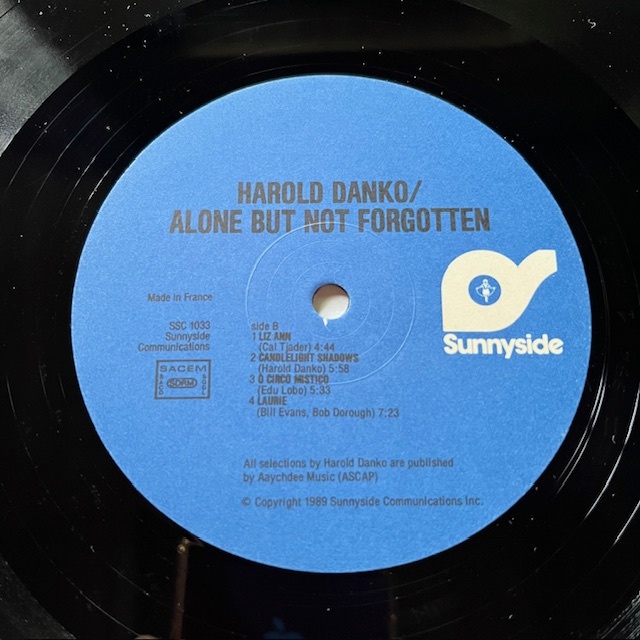 HAROLD DANKO/
ALONE BUT NOT FORGOTTEN
Sunnyside
Made in France
SSC 1033
Sunnyside
Communications
SACEM
SDRM
side B
1 LIZ ANN
(Cal Tjader) 4:44
2 CANDLELIGHT SHADOWS
(Harold Danko) 5:58
3 O CIRCO MISTICO
(Edu Lobo) 5:33
4 LAURIE
(Bill Evans, Bob Dorough) 7:23
All selections by Harold Danko are published
by Aaychdee Music (ASCAP)
© Copyright 1989 Sunnyside Communications Inc.